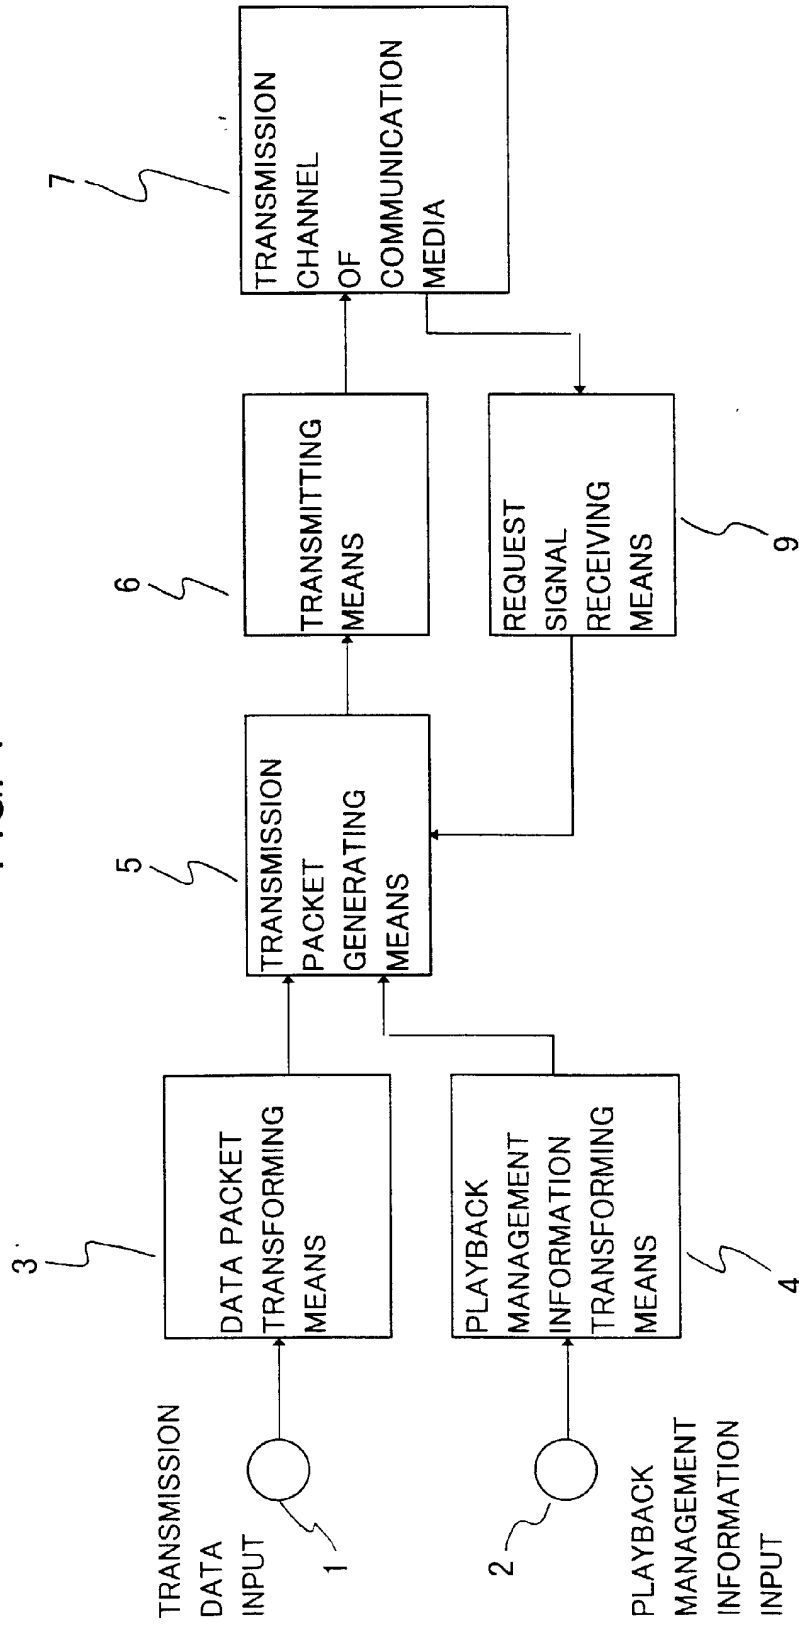 FIG.
TRANSMISSION
DATA
INPUT
1
3
DATA PACKET
TRANSFORMING
MEANS
5
TRANSMISSION
PACKET
GENERATING
MEANS
6
TRANSMITTING
MEANS
7
TRANSMISSION
CHANNEL
OF
COMMUNICATION
MEDIA
2
PLAYBACK
MANAGEMENT
INFORMATION
INPUT
PLAYBACK
MANAGEMENT
INFORMATION
TRANSFORMING
MEANS
4
REQUEST
SIGNAL
RECEIVING
MEANS
9